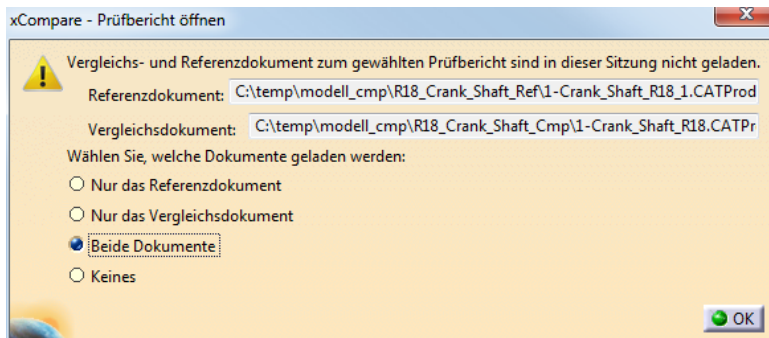 xCompare - Prüfbericht öffnen
Vergleichs- und Referenzdokument zum gewählten Prüfbericht sind in dieser Sitzung nicht geladen.
Referenzdokument: C:\temp\modell_cmp\R18_Crank_Shaft_Ref\1-Crank_Shaft_R18_1.CATProd
Vergleichsdokument: C:\temp\modell_cmp\R18_Crank_Shaft_Cmp\1-Crank_Shaft_R18.CATPr
Wählen Sie, welche Dokumente geladen werden:
Nur das Referenzdokument
Nur das Vergleichsdokument
Beide Dokumente
Keines
OK